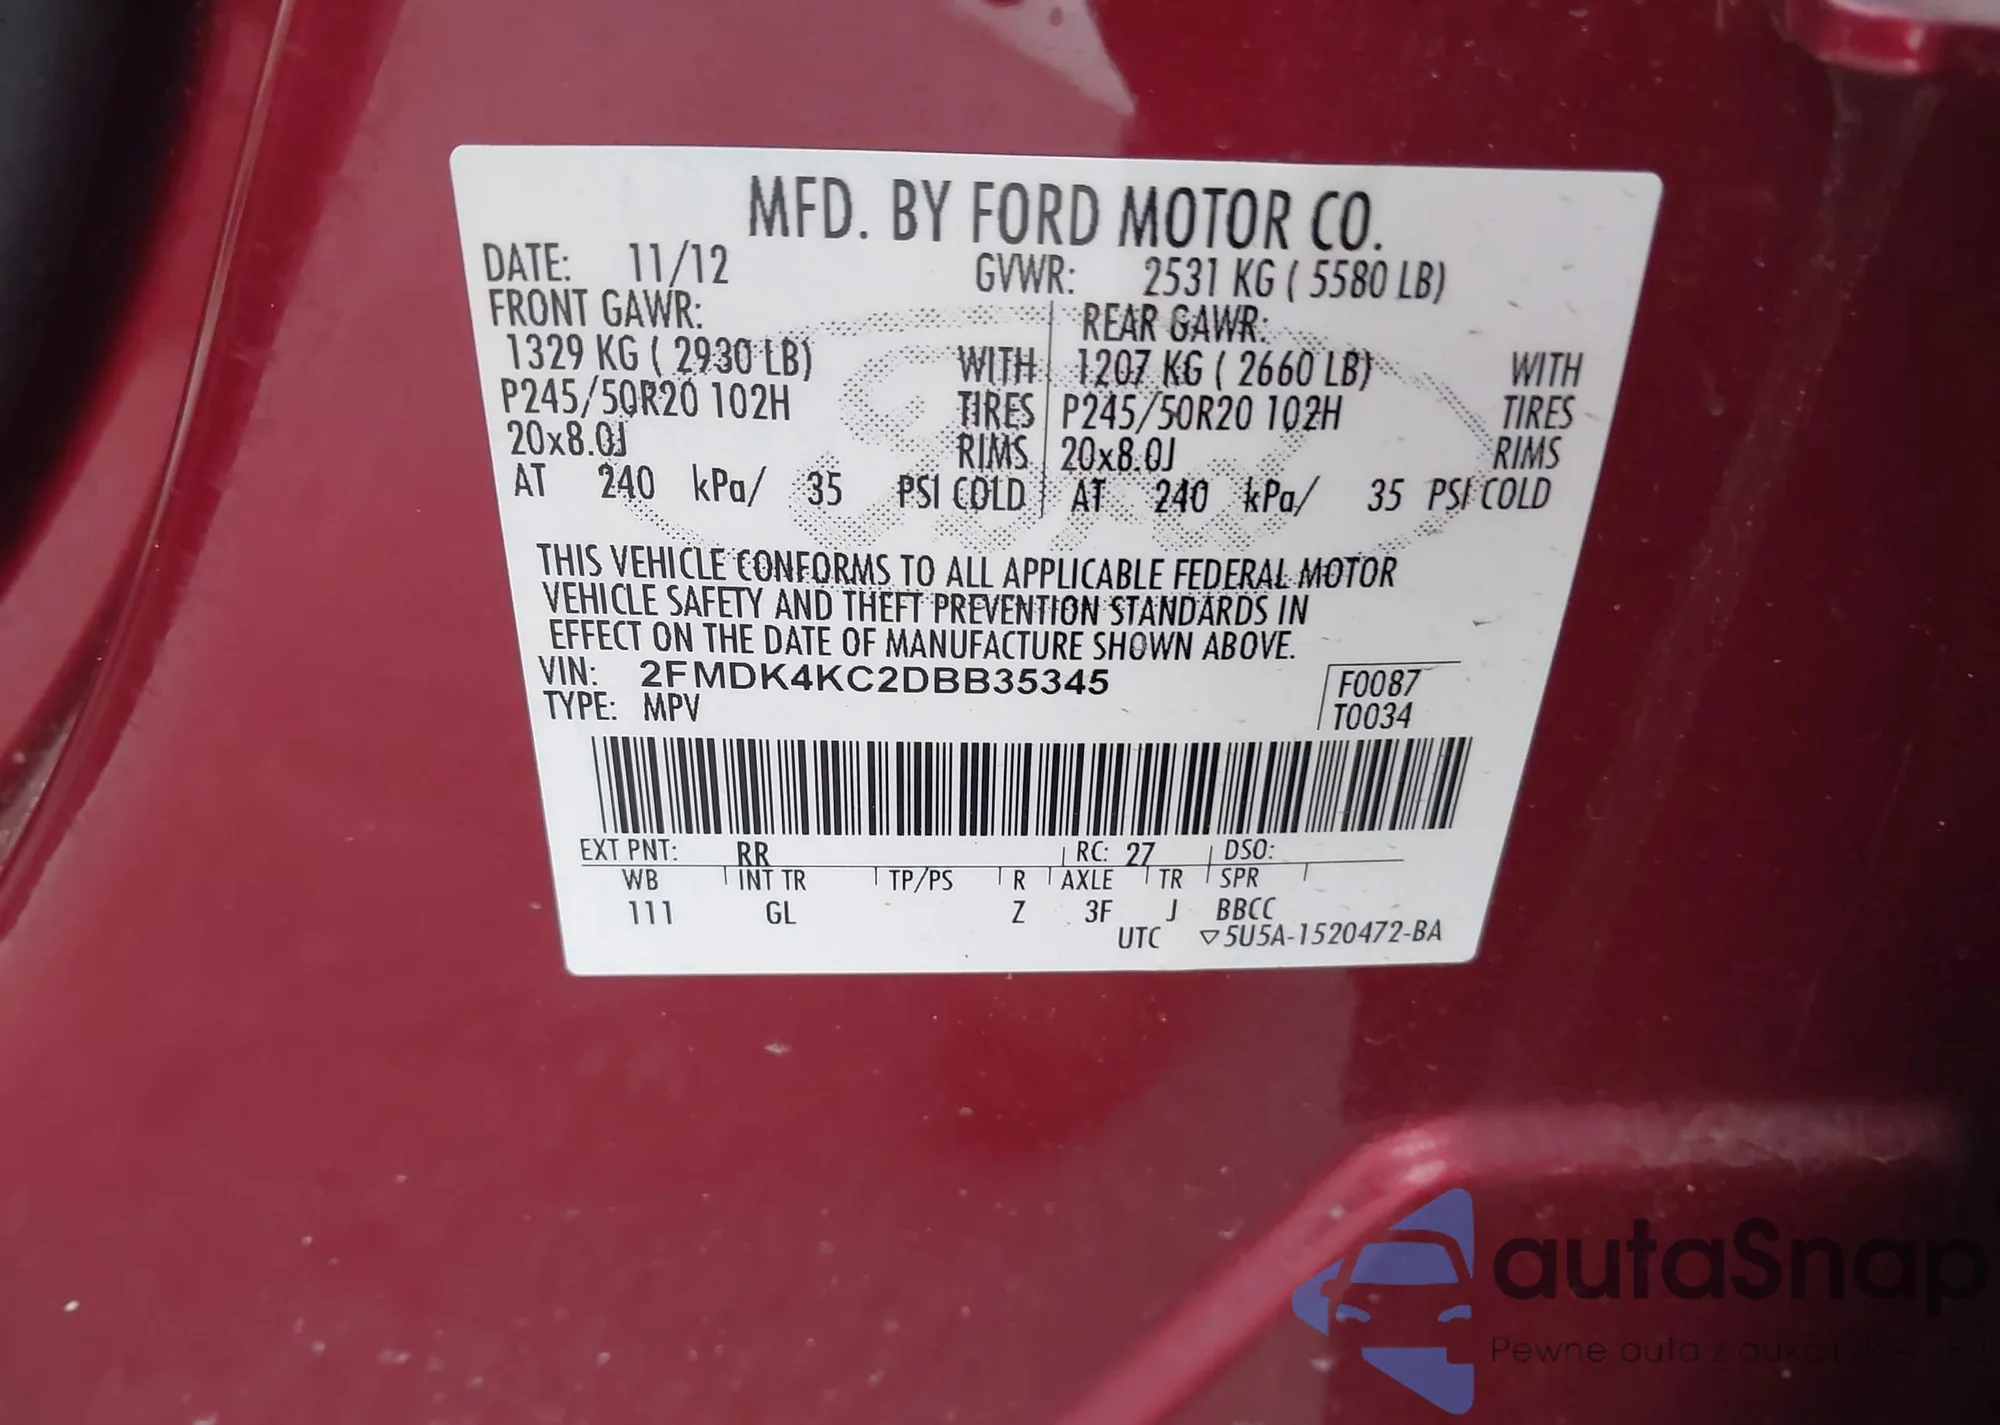 MFD. BY FORD MOTOR CO.
DATE: 11/12 GVWR: 2531 KG ( 5580 LB)
FRONT GAWR: REAR GAWR:
1329 KG ( 2930 LB) WITH 1207 KG ( 2660 LB) WITH
P245/50R20 102H TIRES P245/50R20 102H TIRES
20x8.0J RIMS 20x8.0J RIMS
AT 240 kPa/ 35 PSI COLD AT 240 kPa/ 35 PSI COLD
THIS VEHICLE CONFORMS TO ALL APPLICABLE FEDERAL MOTOR
VEHICLE SAFETY AND THEFT PREVENTION STANDARDS IN
EFFECT ON THE DATE OF MANUFACTURE SHOWN ABOVE.
VIN: 2FMDK4KC2DBB35345 F0087
TYPE: MPV T0034
EXT PNT: RR RC: 27 DSO:
WB INT TR TP/PS R AXLE TR SPR
111 GL Z 3F J BBCC
UTC ▽5U5A-1520472-BA
autaSnap
Pewne auta z